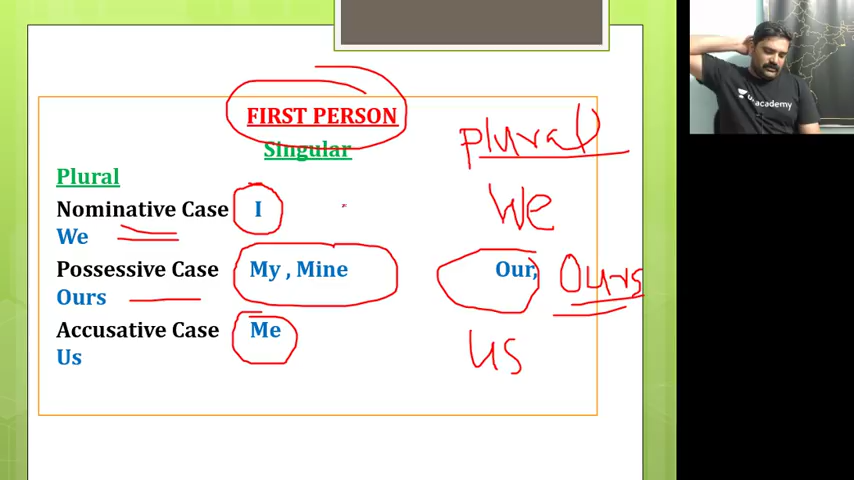 FIRST PERSON
Singular plural
Plural
Nominative Case I We
We
Possessive Case My , Mine Our, Ours
Ours
Accusative Case Me us
Us
unacademy